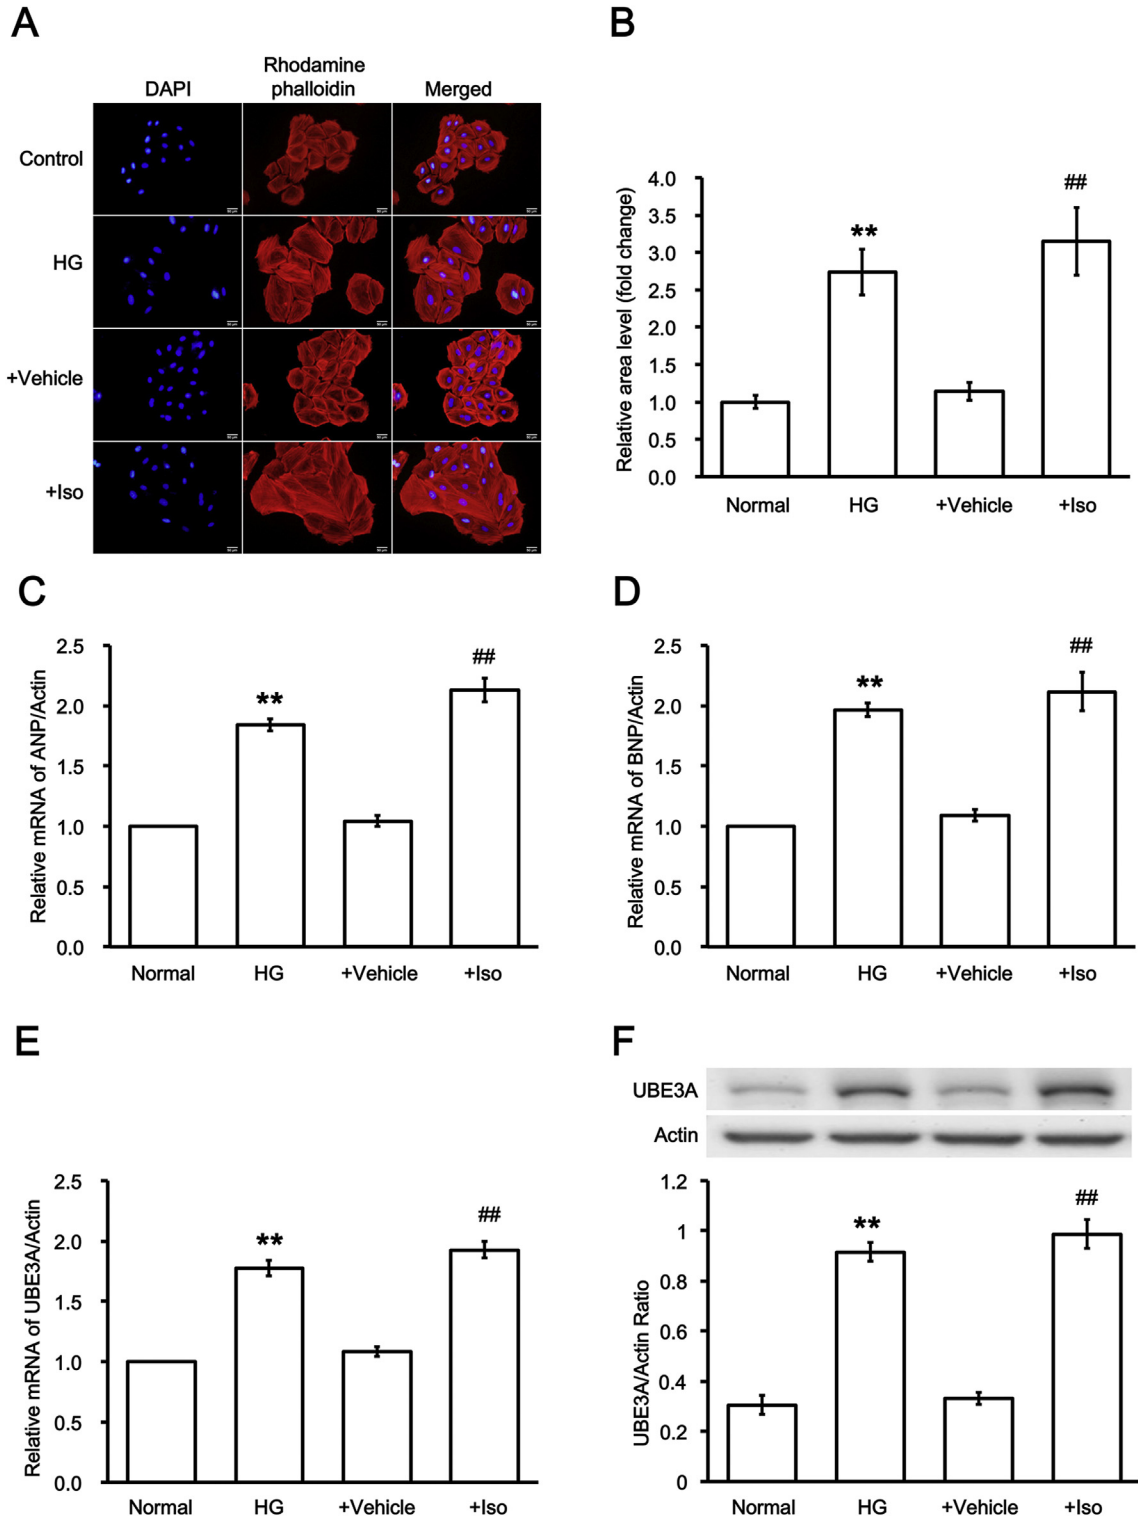 A
DAPI
Rhodamine
phalloidin
Merged
Control
HG
+Vehicle
+Iso
B
Relative area level (fold change)
4.0
3.5
3.0
2.5
2.0
1.5
1.0
0.5
0.0
**
##
Normal HG +Vehicle +Iso
C
Relative mRNA of ANP/Actin
2.5
2.0
1.5
1.0
0.5
0.0
**
##
Normal HG +Vehicle +Iso
D
Relative mRNA of BNP/Actin
2.5
2.0
1.5
1.0
0.5
0.0
**
##
Normal HG +Vehicle +Iso
E
Relative mRNA of UBE3A/Actin
2.5
2.0
1.5
1.0
0.5
0.0
**
##
Normal HG +Vehicle +Iso
F
UBE3A
Actin
UBE3A/Actin Ratio
1.2
1
0.8
0.6
0.4
0.2
0
**
##
Normal HG +Vehicle +Iso